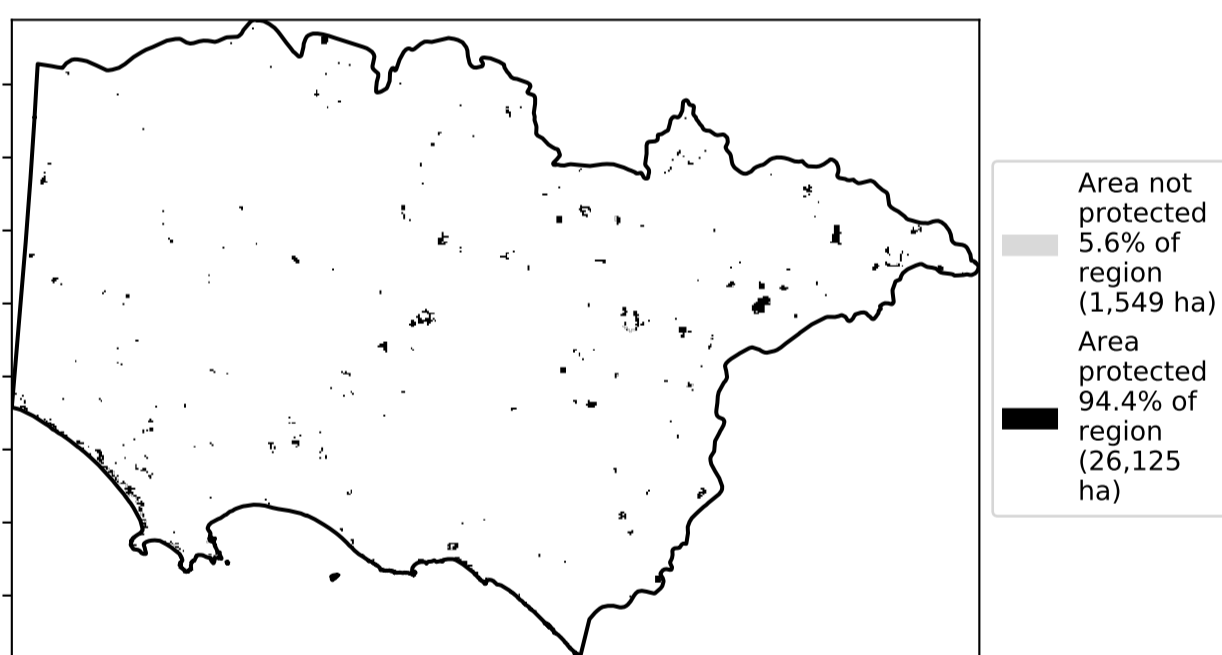 Area not
protected
5.6% of
region
(1,549 ha)
Area
protected
94.4% of
region
(26,125
ha)